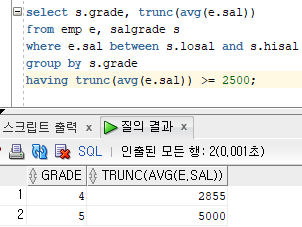 select s.grade, trunc(avg(e.sal))
from emp e, salgrade s
where e.sal between s.losal and s.hisal
group by s.grade
having trunc(avg(e.sal)) >= 2500;
스크립트 출력 × 질의 결과 ×
SQL | 인출된 모든 행: 2(0,001초)
GRADE TRUNC(AVG(E,SAL))
1 4 2855
2 5 5000